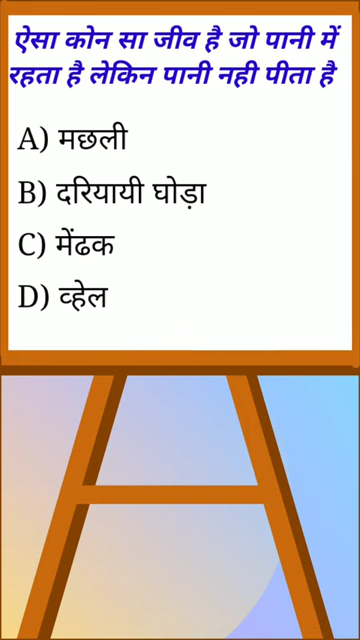 ऐसा कोन सा जीव है जो पानी में
रहता है लेकिन पानी नही पीता है
A) मछली
B) दरियायी घोड़ा
C) मेंढक
D) व्हेल